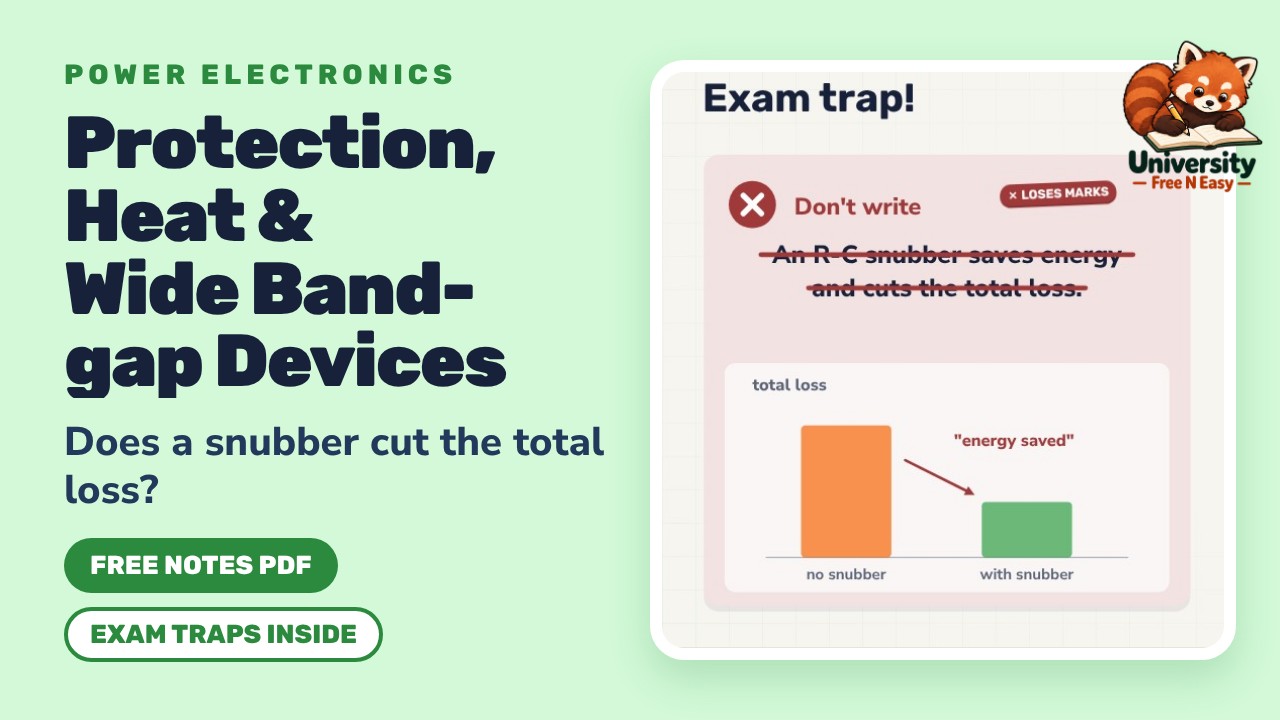 POWER ELECTRONICS
Protection,
Heat &
Wide Band-
gap Devices
Does a snubber cut the total
loss?
FREE NOTES PDF
EXAM TRAPS INSIDE
Exam trap!
Don't write
× LOSES MARKS
An R-C snubber saves energy
and cuts the total loss.
total loss
"energy saved"
no snubber
with snubber
University
Free N Easy